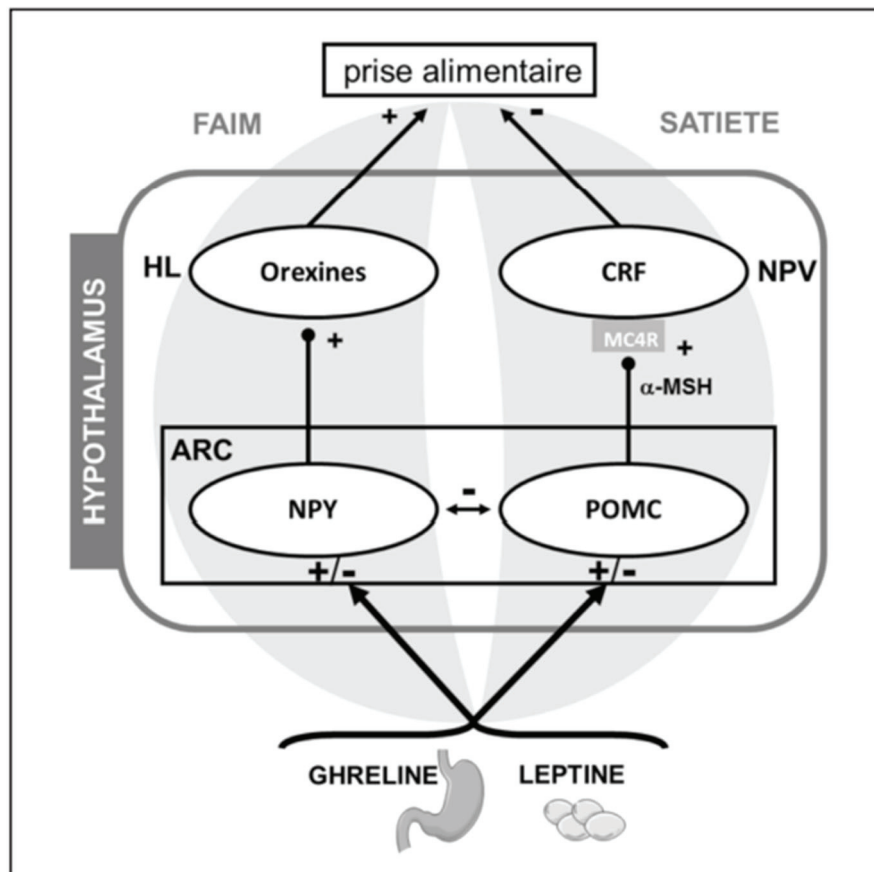 prise alimentaire
FAIM
+
-
SATIETE
HYPOTHALAMUS
HL
Orexines
CRF
NPV
+
MC4R
+
α-MSH
ARC
NPY
-
POMC
+/-
+/-
GHRELINE
LEPTINE